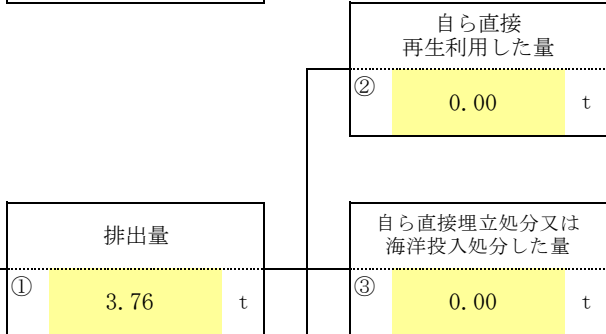 自ら直接
再生利用した量
② 0.00 t
排出量
① 3.76 t
自ら直接埋立処分又は
海洋投入処分した量
③ 0.00 t